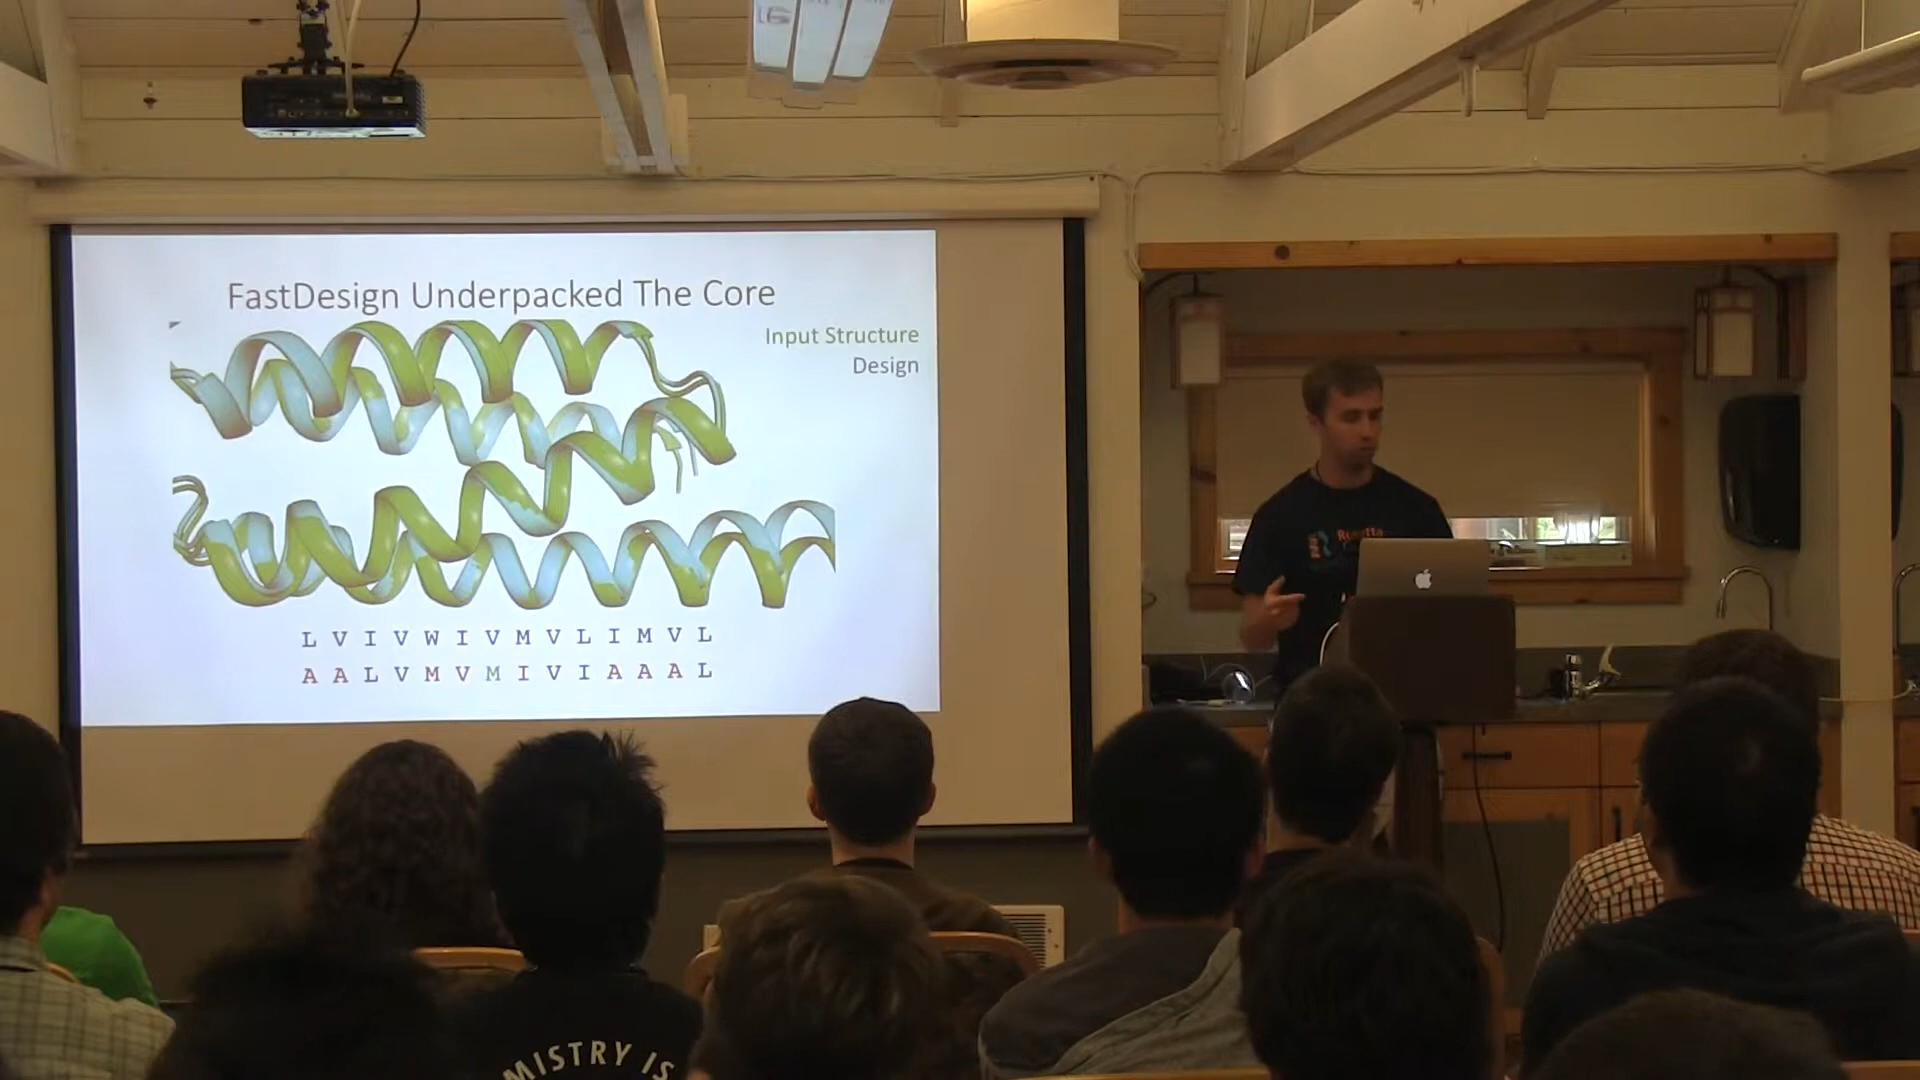 FastDesign Underpacked The Core
Input Structure
Design
L V I V W I V M V L I M V L
A A L V M V M I V I A A A L
MISTRY IS